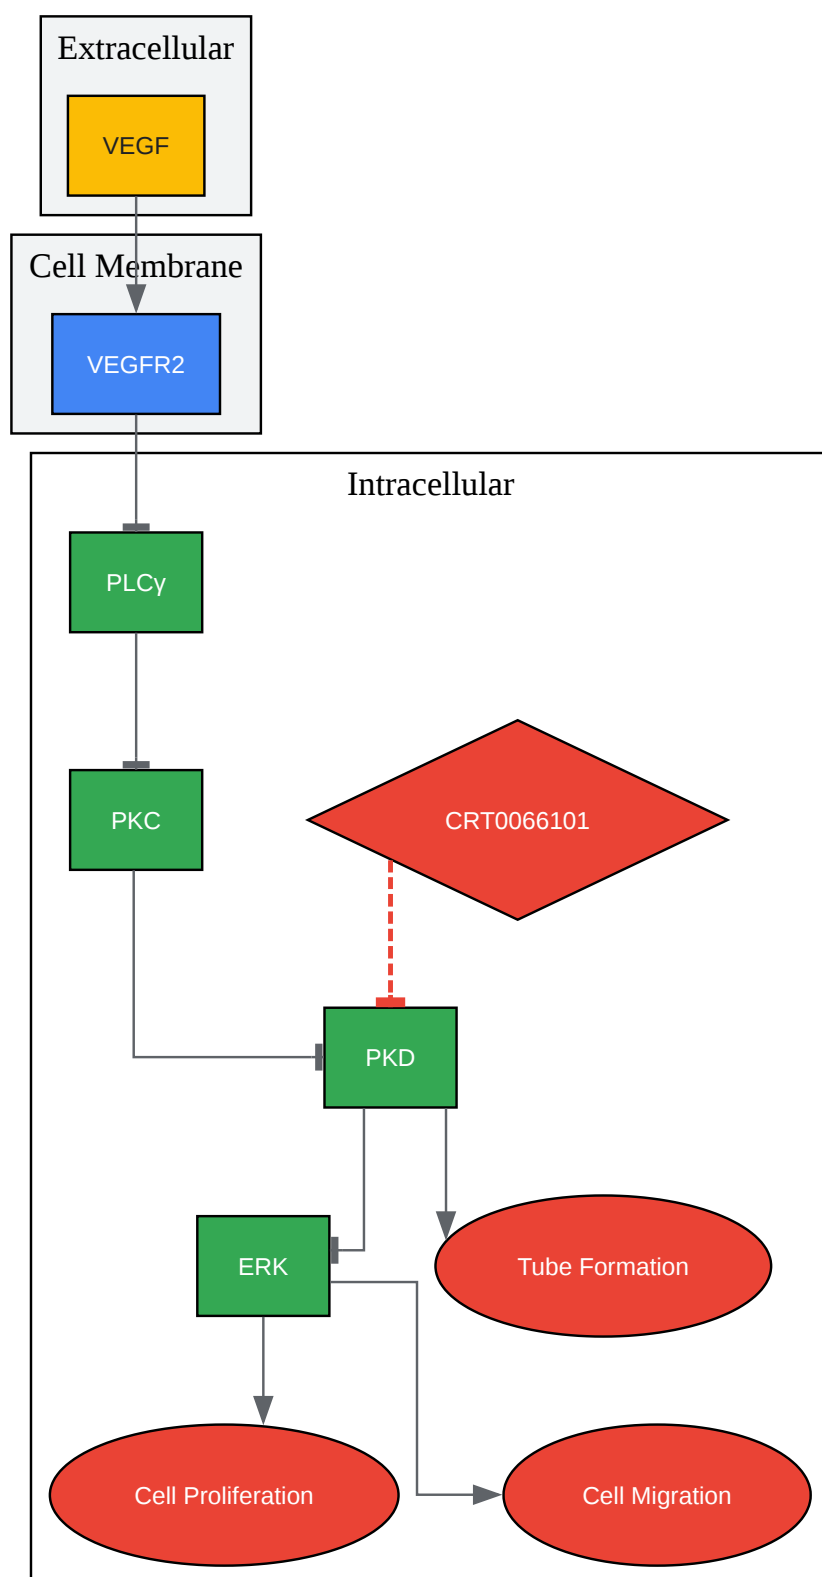 Extracellular
VEGF
Cell Membrane
VEGFR2
Intracellular
PLCγ
PKC
CRT0066101
PKD
ERK
Tube Formation
Cell Proliferation
Cell Migration